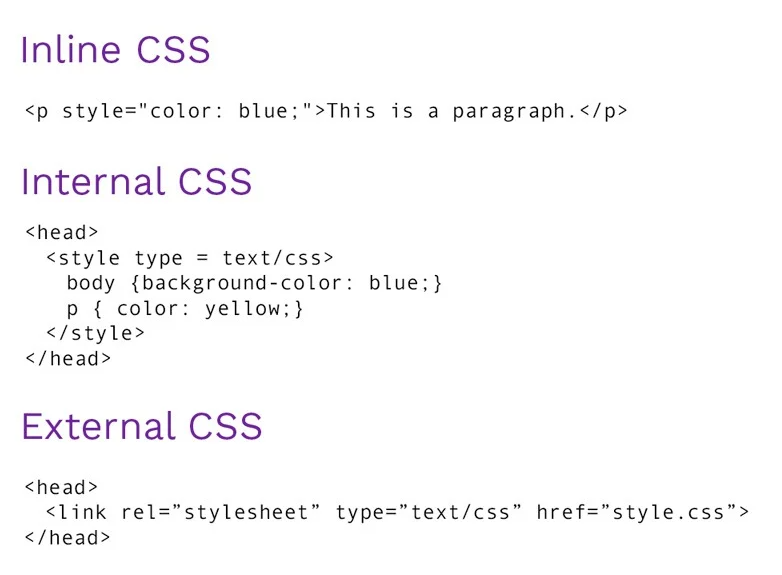 Inline CSS
<p style="color: blue;">This is a paragraph.</p>
Internal CSS
<head>
<style type = text/css>
body {background-color: blue;}
p { color: yellow;}
</style>
</head>
External CSS
<head>
<link rel=”stylesheet” type=”text/css” href=”style.css”>
</head>